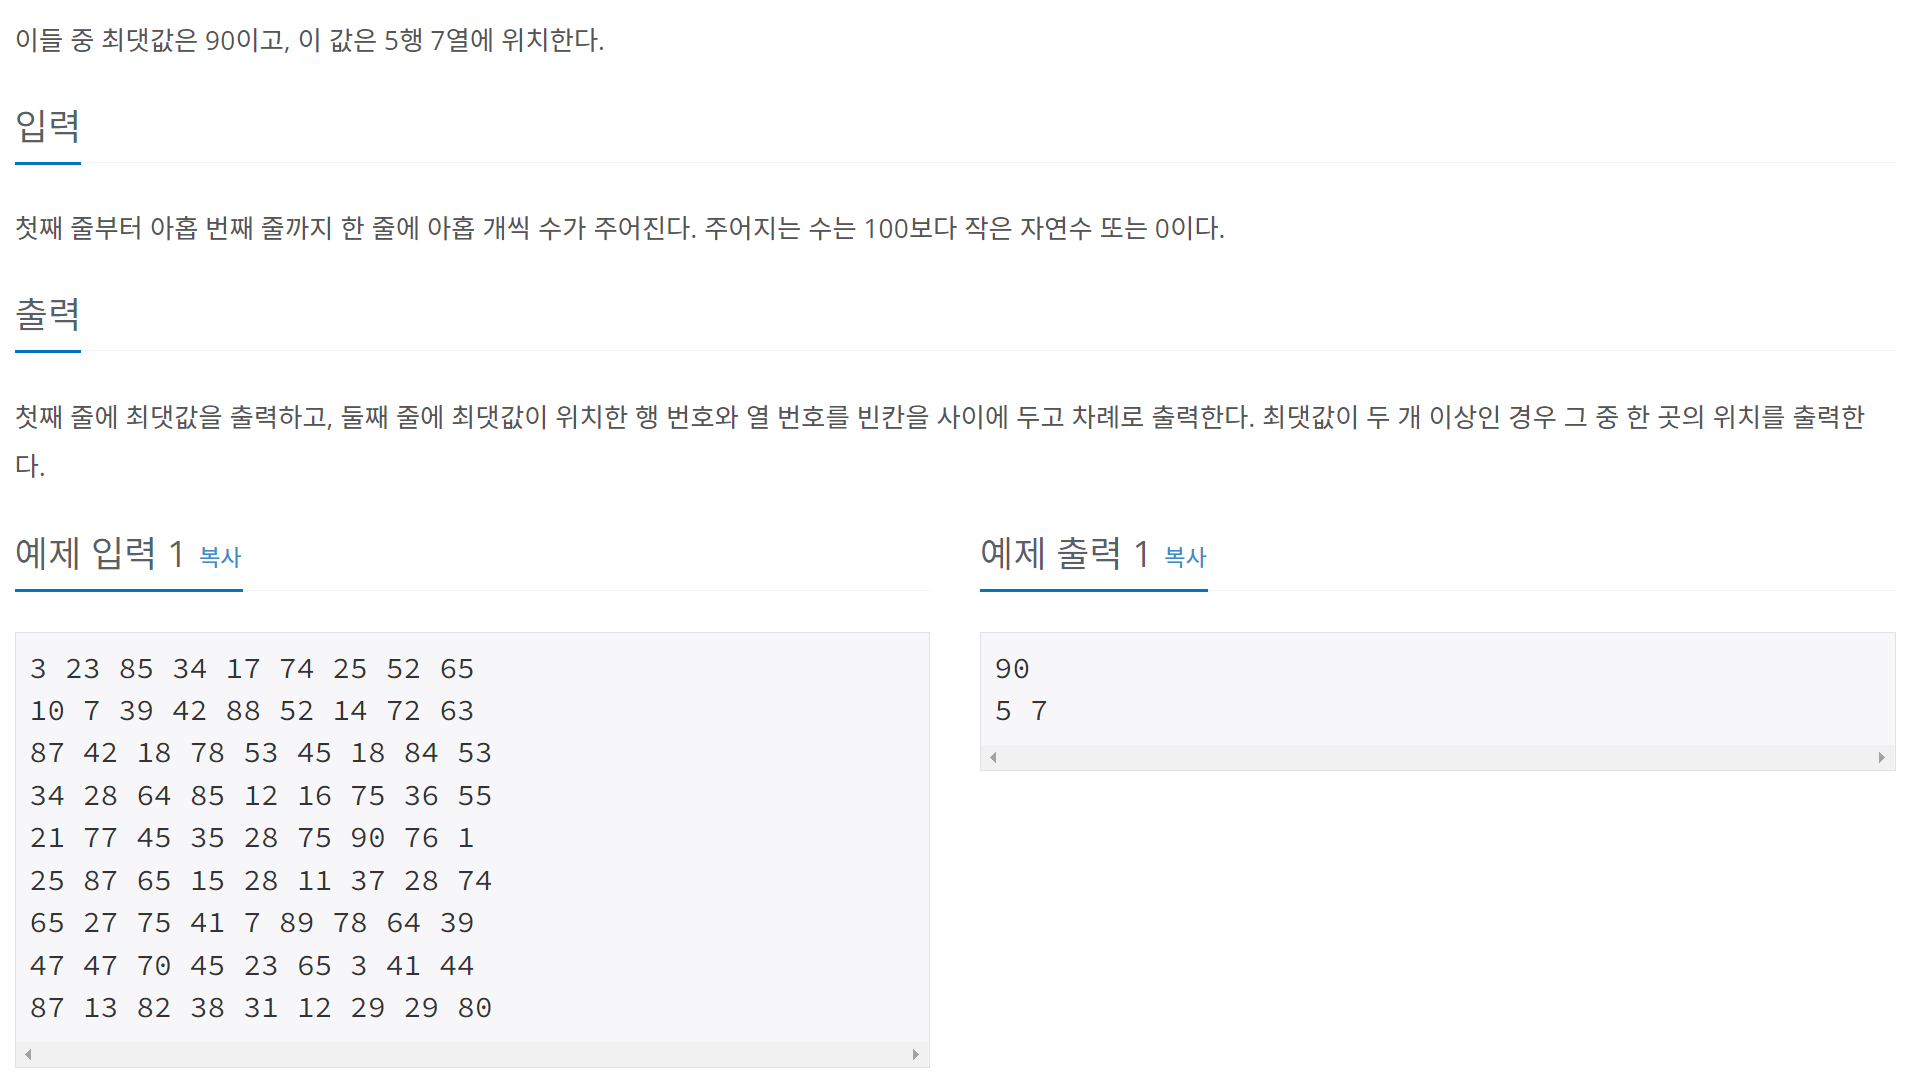 이들 중 최댓값은 90이고, 이 값은 5행 7열에 위치한다.
입력
첫째 줄부터 아홉 번째 줄까지 한 줄에 아홉 개씩 수가 주어진다. 주어지는 수는 100보다 작은 자연수 또는 0이다.
출력
첫째 줄에 최댓값을 출력하고, 둘째 줄에 최댓값이 위치한 행 번호와 열 번호를 빈칸을 사이에 두고 차례로 출력한다. 최댓값이 두 개 이상인 경우 그 중 한 곳의 위치를 출력한
다.
예제 입력 1 복사
3 23 85 34 17 74 25 52 65
10 7 39 42 88 52 14 72 63
87 42 18 78 53 45 18 84 53
34 28 64 85 12 16 75 36 55
21 77 45 35 28 75 90 76 1
25 87 65 15 28 11 37 28 74
65 27 75 41 7 89 78 64 39
47 47 70 45 23 65 3 41 44
87 13 82 38 31 12 29 29 80
예제 출력 1 복사
90
5 7